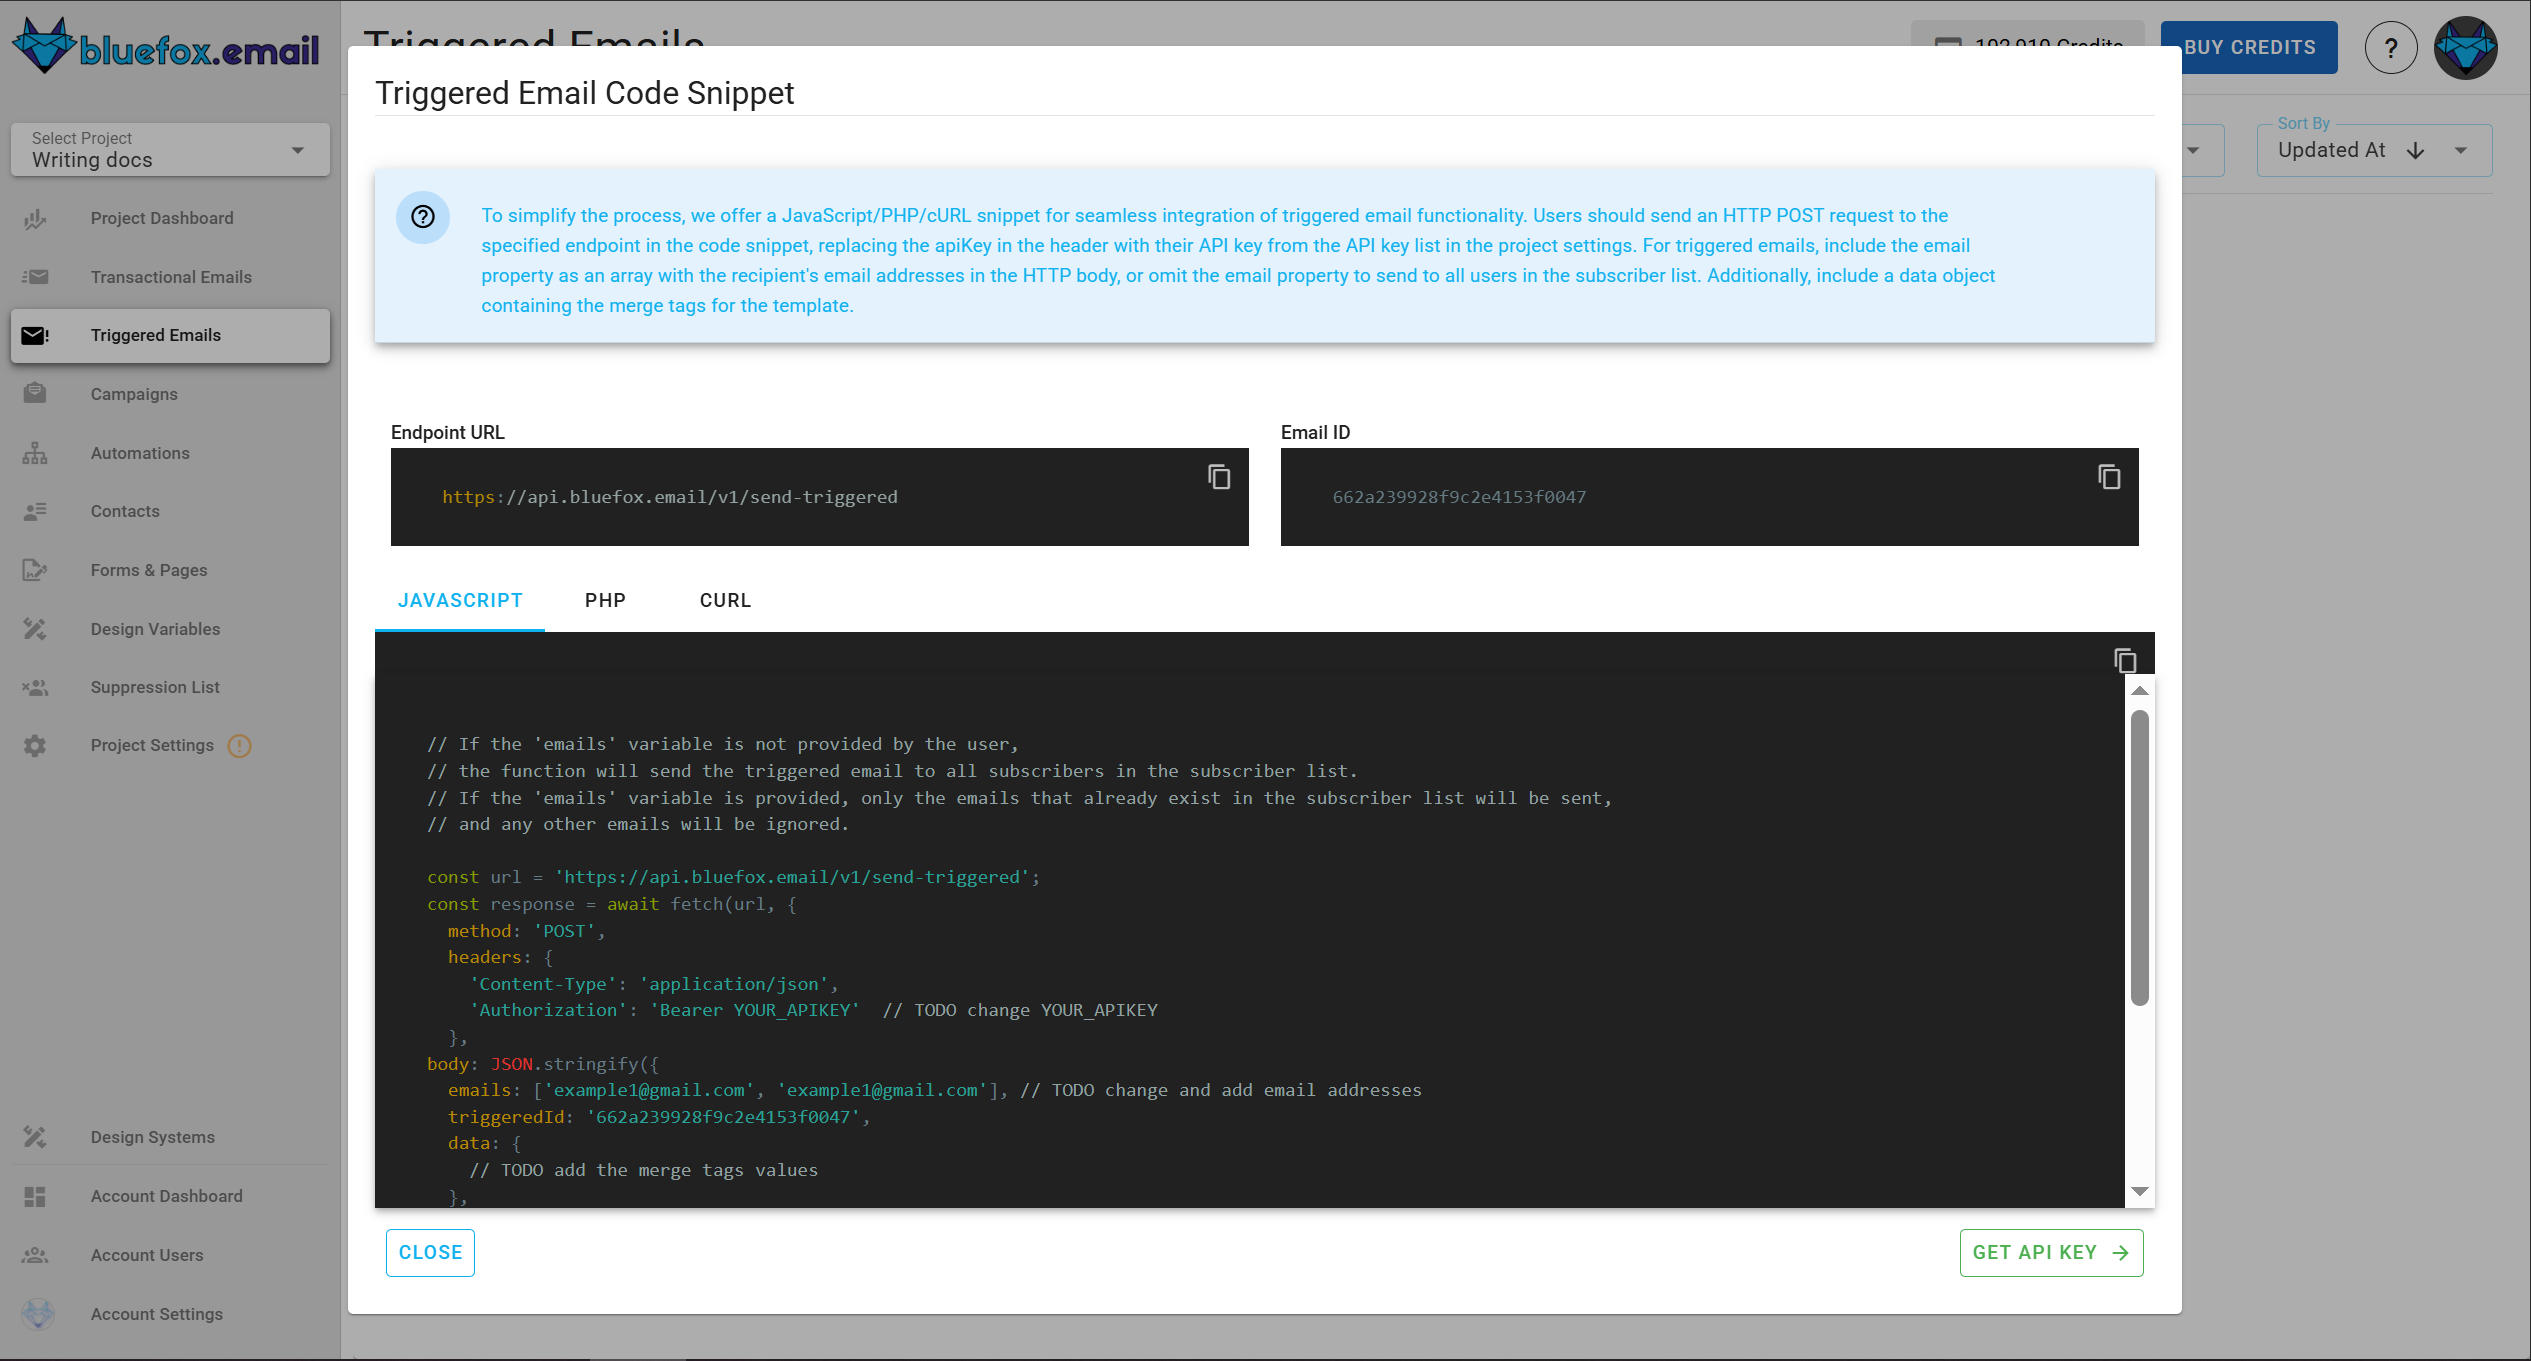 bluefox.email
Triggered Emails
192,919 Credits
BUY CREDITS
?
Select Project
Writing docs
Sort By
Updated At
Project Dashboard
Transactional Emails
Triggered Emails
Campaigns
Automations
Contacts
Forms & Pages
Design Variables
Suppression List
Project Settings
Design Systems
Account Dashboard
Account Users
Account Settings
Triggered Email Code Snippet
To simplify the process, we offer a JavaScript/PHP/cURL snippet for seamless integration of triggered email functionality. Users should send an HTTP POST request to the
specified endpoint in the code snippet, replacing the apiKey in the header with their API key from the API key list in the project settings. For triggered emails, include the email
property as an array with the recipient's email addresses in the HTTP body, or omit the email property to send to all users in the subscriber list. Additionally, include a data object
containing the merge tags for the template.
Endpoint URL
https://api.bluefox.email/v1/send-triggered
Email ID
662a239928f9c2e4153f0047
JAVASCRIPT
PHP
CURL
// If the 'emails' variable is not provided by the user,
// the function will send the triggered email to all subscribers in the subscriber list.
// If the 'emails' variable is provided, only the emails that already exist in the subscriber list will be sent,
// and any other emails will be ignored.
const url = 'https://api.bluefox.email/v1/send-triggered';
const response = await fetch(url, {
method: 'POST',
headers: {
'Content-Type': 'application/json',
'Authorization': 'Bearer YOUR_APIKEY' // TODO change YOUR_APIKEY
},
body: JSON.stringify({
emails: ['example1@gmail.com', 'example1@gmail.com'], // TODO change and add email addresses
triggeredId: '662a239928f9c2e4153f0047',
data: {
// TODO add the merge tags values
},
CLOSE
GET API KEY